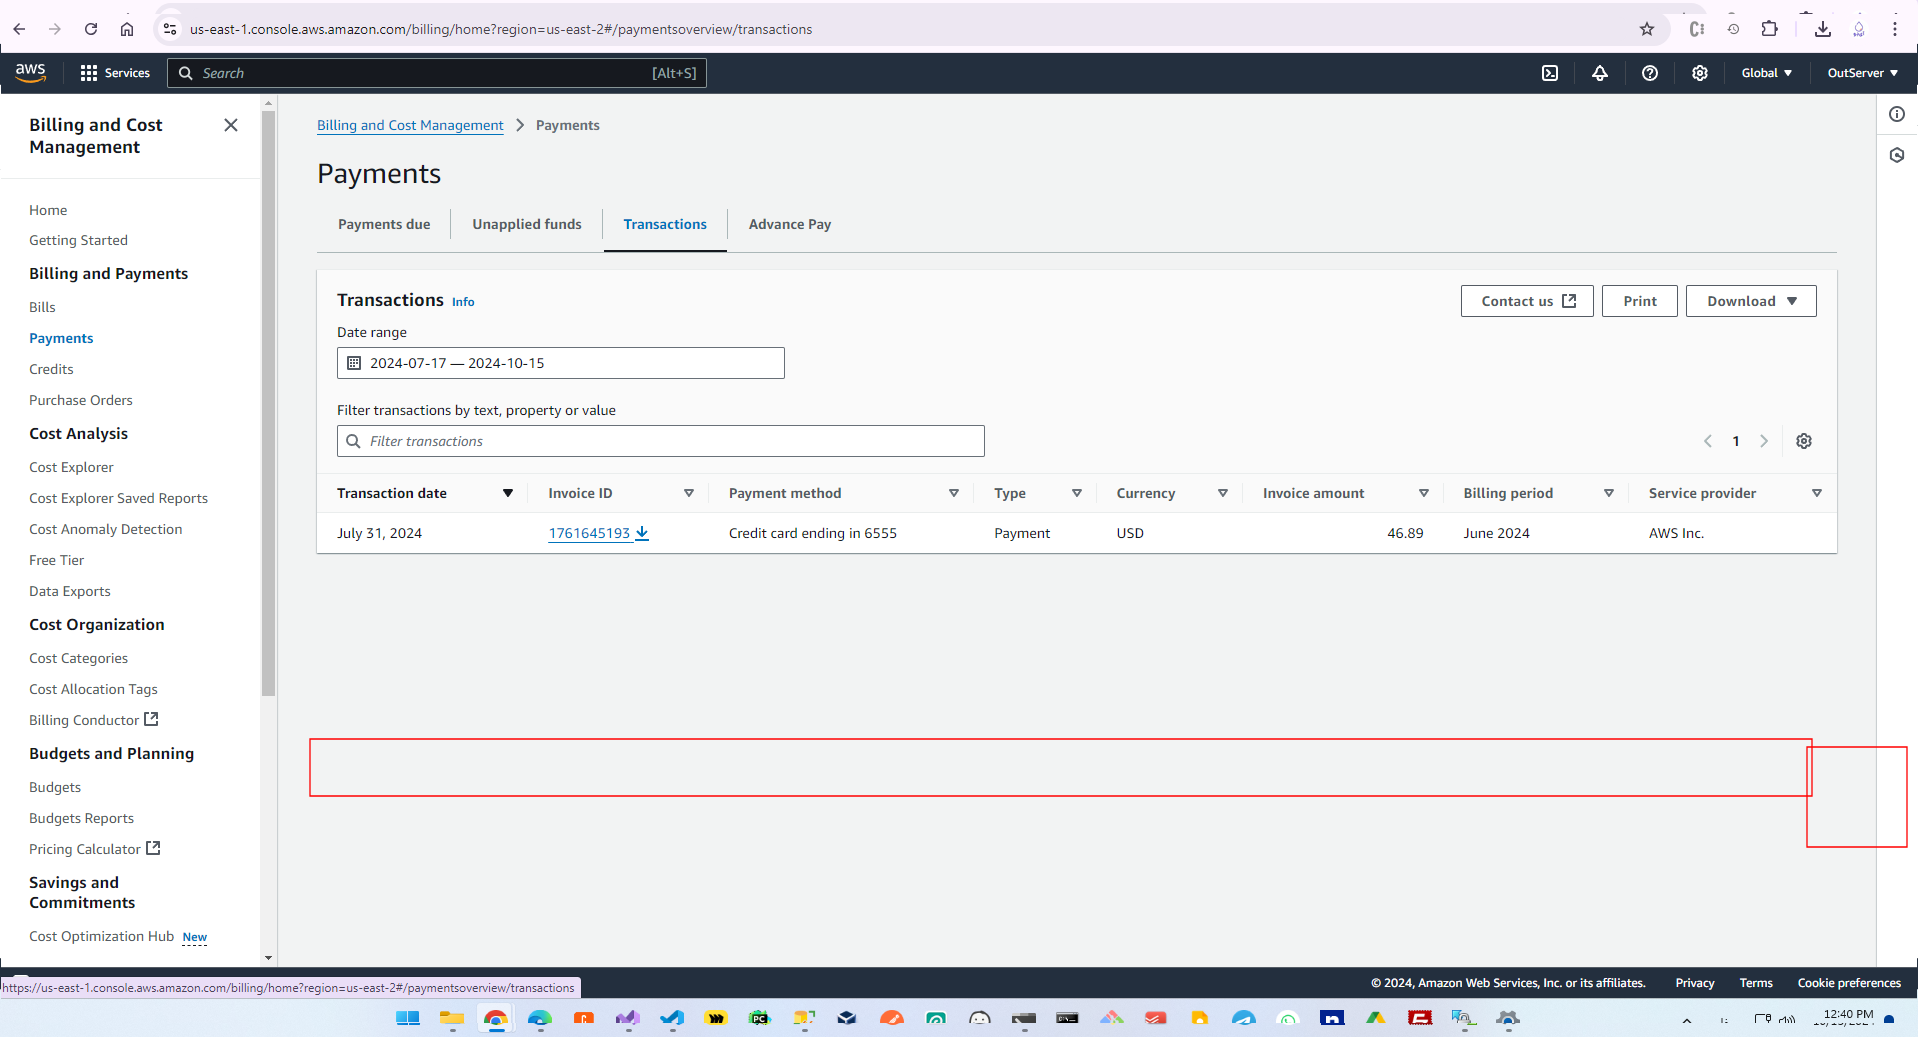 us-east-1.console.aws.amazon.com/billing/home?region=us-east-2#/paymentsoverview/transactions
aws
Services
Search
[Alt+S]
Global
OutServer
Billing and Cost Management
Home
Getting Started
Billing and Payments
Bills
Payments
Credits
Purchase Orders
Cost Analysis
Cost Explorer
Cost Explorer Saved Reports
Cost Anomaly Detection
Free Tier
Data Exports
Cost Organization
Cost Categories
Cost Allocation Tags
Billing Conductor
Budgets and Planning
Budgets
Budgets Reports
Pricing Calculator
Savings and Commitments
Cost Optimization Hub New
Billing and Cost Management > Payments
Payments
Payments due
Unapplied funds
Transactions
Advance Pay
Transactions Info
Contact us
Print
Download
Date range
2024-07-17 — 2024-10-15
Filter transactions by text, property or value
Filter transactions
1
Transaction date Invoice ID Payment method Type Currency Invoice amount Billing period Service provider
July 31, 2024 1761645193 Credit card ending in 6555 Payment USD 46.89 June 2024 AWS Inc.
© 2024, Amazon Web Services, Inc. or its affiliates.
Privacy
Terms
Cookie preferences
https://us-east-1.console.aws.amazon.com/billing/home?region=us-east-2#/paymentsoverview/transactions
12:40 PM